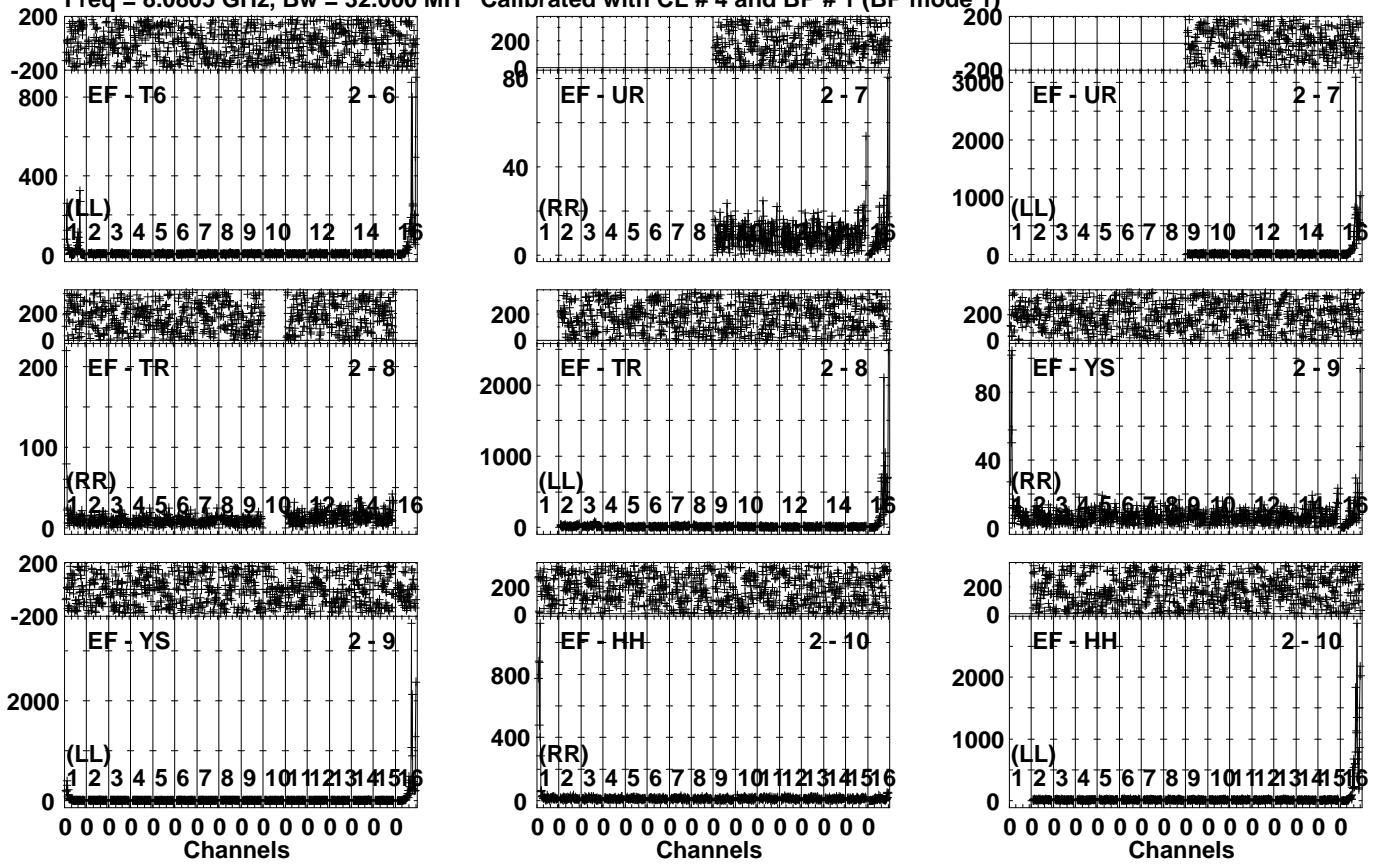 Freq = 8.0805 GHz, Bw = 32.000 MH Calibrated with CL # 4 and BP # 1 (BP mode 1)
200
-200
EF - T6 2 - 6
800
400
(LL)
1 2 3 4 5 6 7 8 9 10 12 14 16
0
200
0
80
EF - UR 2 - 7
40
(RR)
1 2 3 4 5 6 7 8 16
0
200
-200
3000
EF - UR 2 - 7
2000
1000
(LL)
1 2 3 4 5 6 7 8 9 10 12 14 16
0
200
0
EF - TR 2 - 8
200
100
(RR)
1 2 3 4 5 6 7 8 9 10 12 14 16
0
200
0
EF - TR 2 - 8
2000
1000
(LL)
1 2 3 4 5 6 7 8 9 10 12 14 16
0
200
0
EF - YS 2 - 9
80
40
(RR)
1 2 3 4 5 6 7 8 9 10 12 14 16
0
200
-200
EF - YS 2 - 9
2000
(LL)
1 2 3 4 5 6 7 8 9 10 11 12 13 14 15 16
0
0 0 0 0 0 0 0 0 0 0 0 0 0 0 0 0
Channels
200
0
EF - HH 2 - 10
800
400
(RR)
1 2 3 4 5 6 7 8 9 10 11 12 13 14 15 16
0
0 0 0 0 0 0 0 0 0 0 0 0 0 0 0 0
Channels
200
0
EF - HH 2 - 10
2000
1000
(LL)
1 2 3 4 5 6 7 8 9 10 11 12 13 14 15 16
0
0 0 0 0 0 0 0 0 0 0 0 0 0 0 0 0
Channels